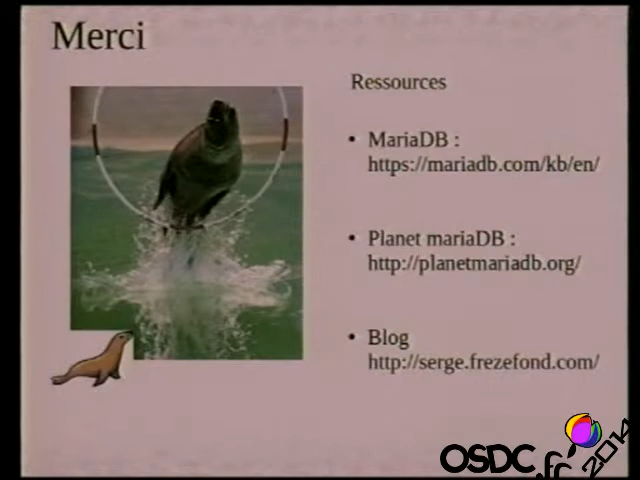 Merci
Ressources
• MariaDB :
https://mariadb.com/kb/en/
• Planet mariaDB :
http://planetmariadb.org/
• Blog
http://serge.frezefond.com/
OSDC.fr 2014